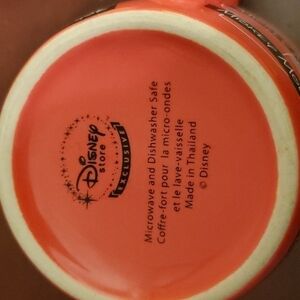 Disney
store
EXCLUSIVE
Microwave and Dishwasher Safe
Coffre-fort pour la micro-ondes
et le lave-vaisselle
Made in Thailand
© Disney